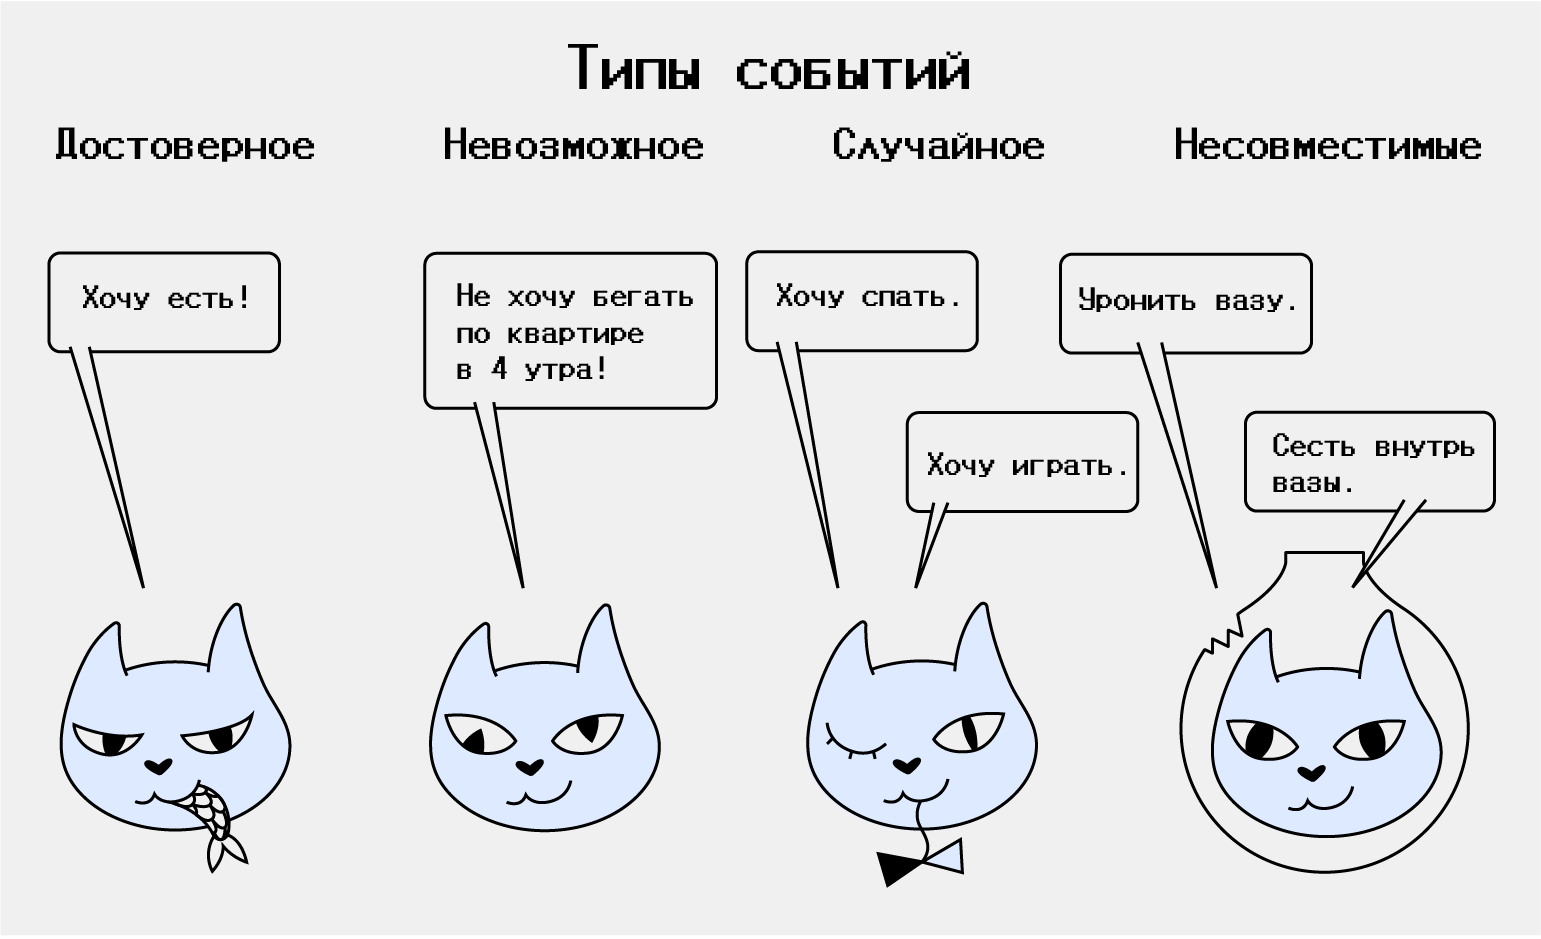 Типы событий
Достоверное
Невозможное
Случайное
Несовместимые
Хочу есть!
Не хочу бегать
по квартире
в 4 утра!
Хочу спать.
Хочу играть.
Уронить вазу.
Сесть внутрь
вазы.